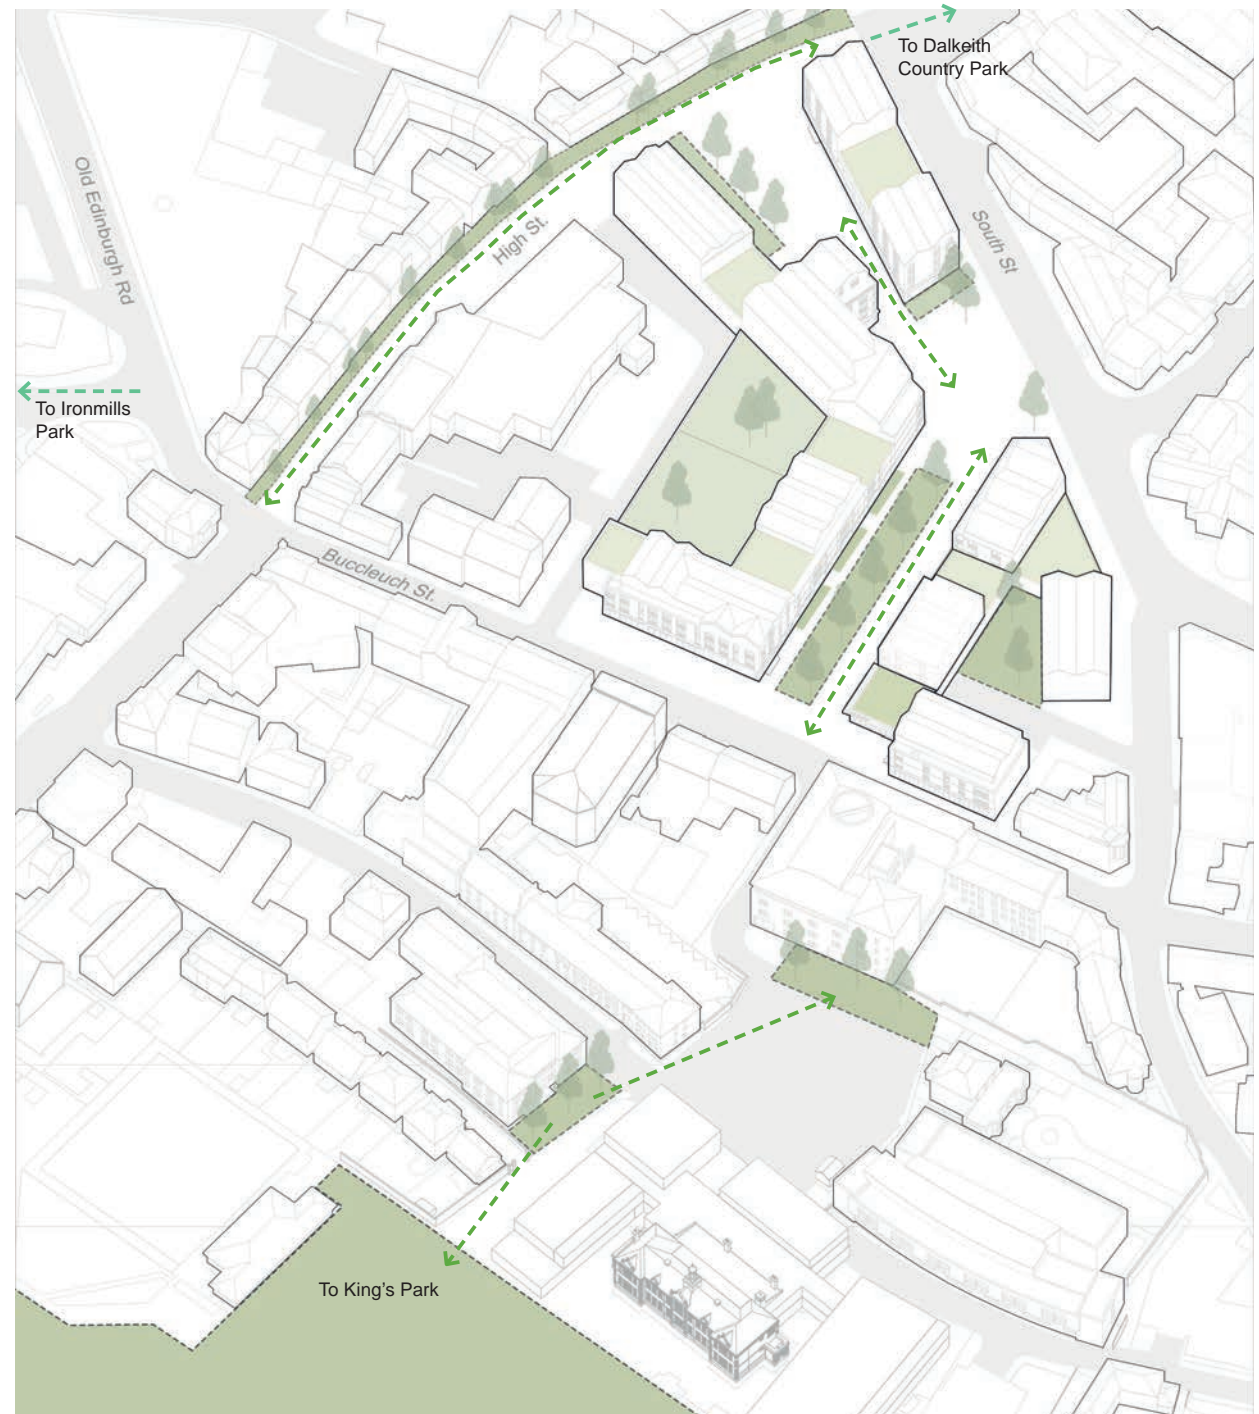 To Dalkeith
Country Park
Old Edinburgh Rd
High St.
South St
To Ironmills
Park
Buccleuch St.
To King's Park